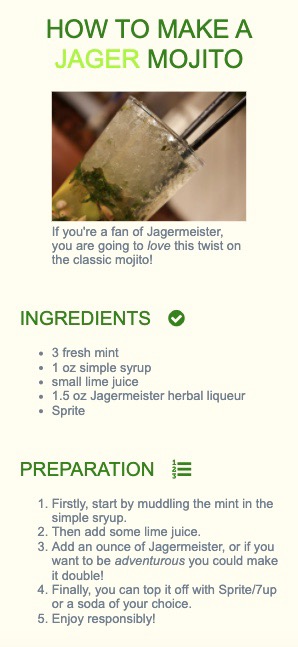 HOW TO MAKE A
JAGER MOJITO
If you're a fan of Jagermeister,
you are going to love this twist on
the classic mojito!
INGREDIENTS
• 3 fresh mint
• 1 oz simple syrup
• small lime juice
• 1.5 oz Jagermeister herbal liqueur
• Sprite
PREPARATION
1. Firstly, start by muddling the mint in the
simple sryup.
2. Then add some lime juice.
3. Add an ounce of Jagermeister, or if you
want to be adventurous you could make
it double!
4. Finally, you can top it off with Sprite/7up
or a soda of your choice.
5. Enjoy responsibly!